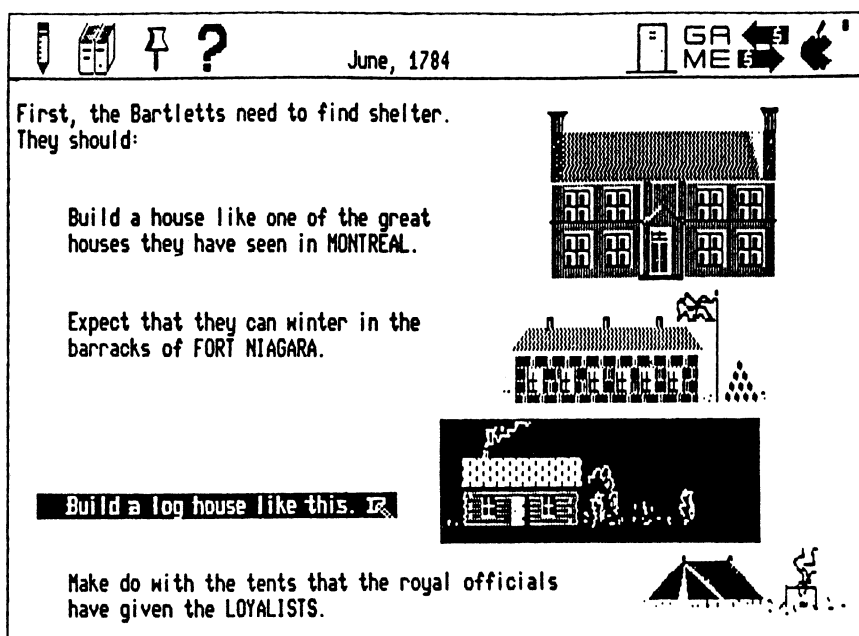 ?
June, 1784
GA $
ME $
First, the Bartletts need to find shelter.
They should:
Build a house like one of the great
houses they have seen in MONTREAL.
Expect that they can winter in the
barracks of FORT NIAGARA.
Build a log house like this.
Make do with the tents that the royal officials
have given the LOYALISTS.